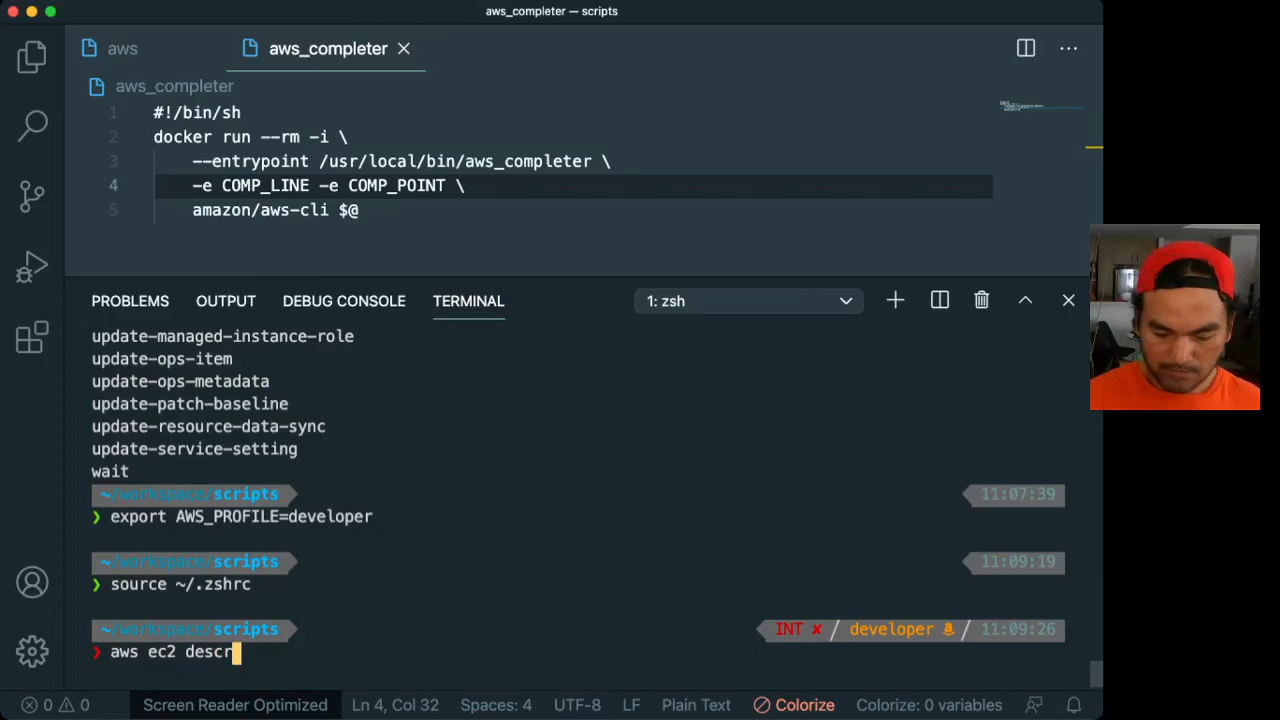 aws_completer — scripts
aws
aws_completer
aws_completer
1 #!/bin/sh
2 docker run --rm -i \
3 --entrypoint /usr/local/bin/aws_completer \
4 -e COMP_LINE -e COMP_POINT \
5 amazon/aws-cli $@
PROBLEMS OUTPUT DEBUG CONSOLE TERMINAL 1: zsh
update-managed-instance-role
update-ops-item
update-ops-metadata
update-patch-baseline
update-resource-data-sync
update-service-setting
wait
~/workspace/scripts 11:07:39
❯ export AWS_PROFILE=developer
~/workspace/scripts 11:09:19
❯ source ~/.zshrc
~/workspace/scripts INT ✘ / developer / 11:09:26
❯ aws ec2 descr
0 0 Screen Reader Optimized Ln 4, Col 32 Spaces: 4 UTF-8 LF Plain Text Colorize Colorize: 0 variables